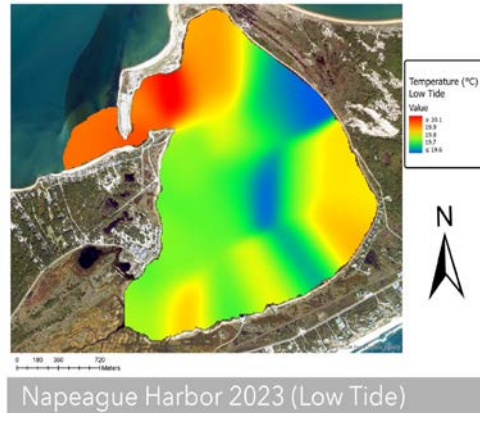 Temperature (°C)
Low Tide
Value
≥ 20.1
19.9
19.8
19.7
≤ 19.6
N
0 180 360 720
Meters
Napeague Harbor 2023 (Low Tide)